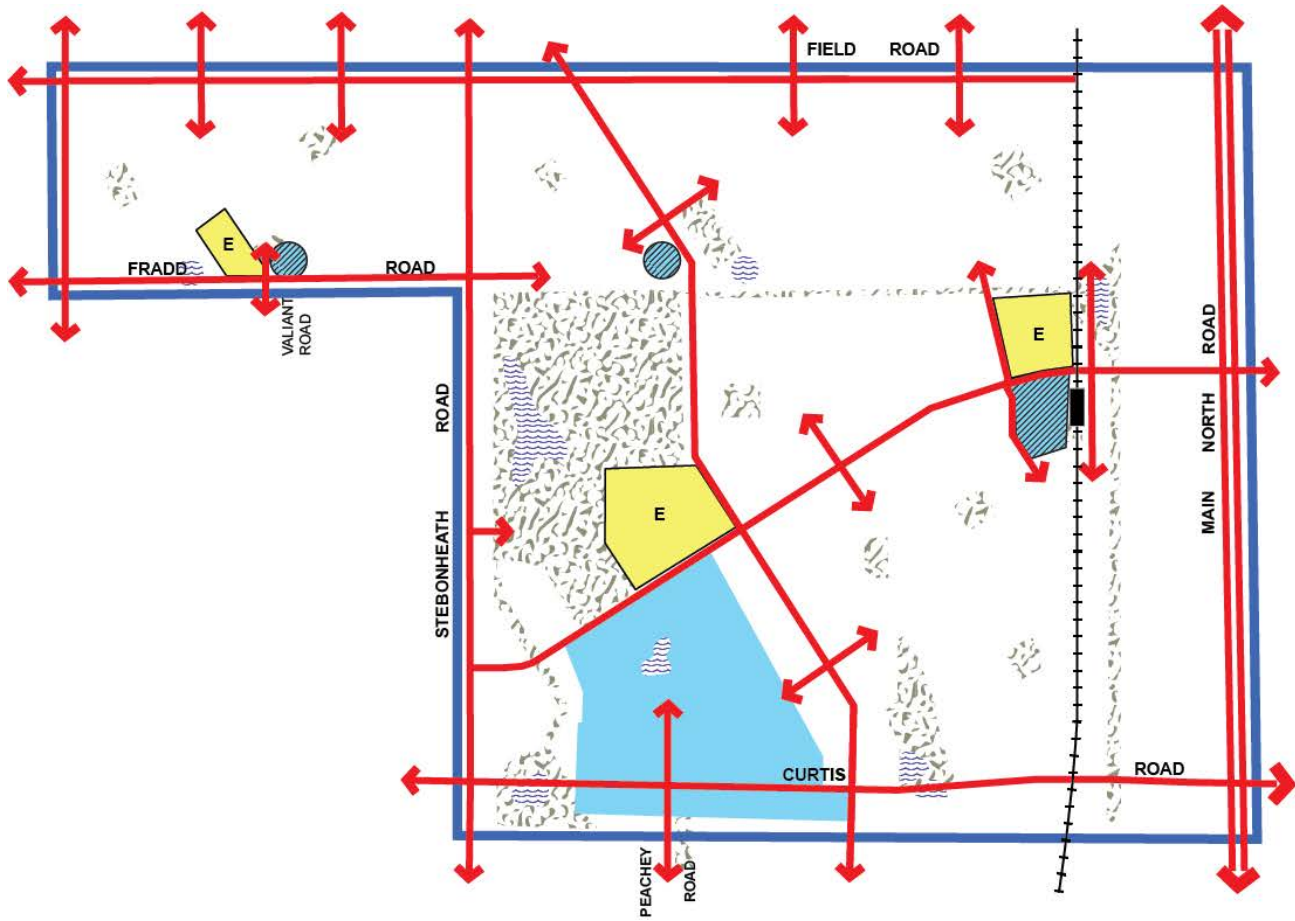 FIELD ROAD
E
FRADD ROAD
VALIANT
ROAD
E
MAIN NORTH ROAD
STEBONHEATH ROAD
E
CURTIS ROAD
PEACHEY
ROAD